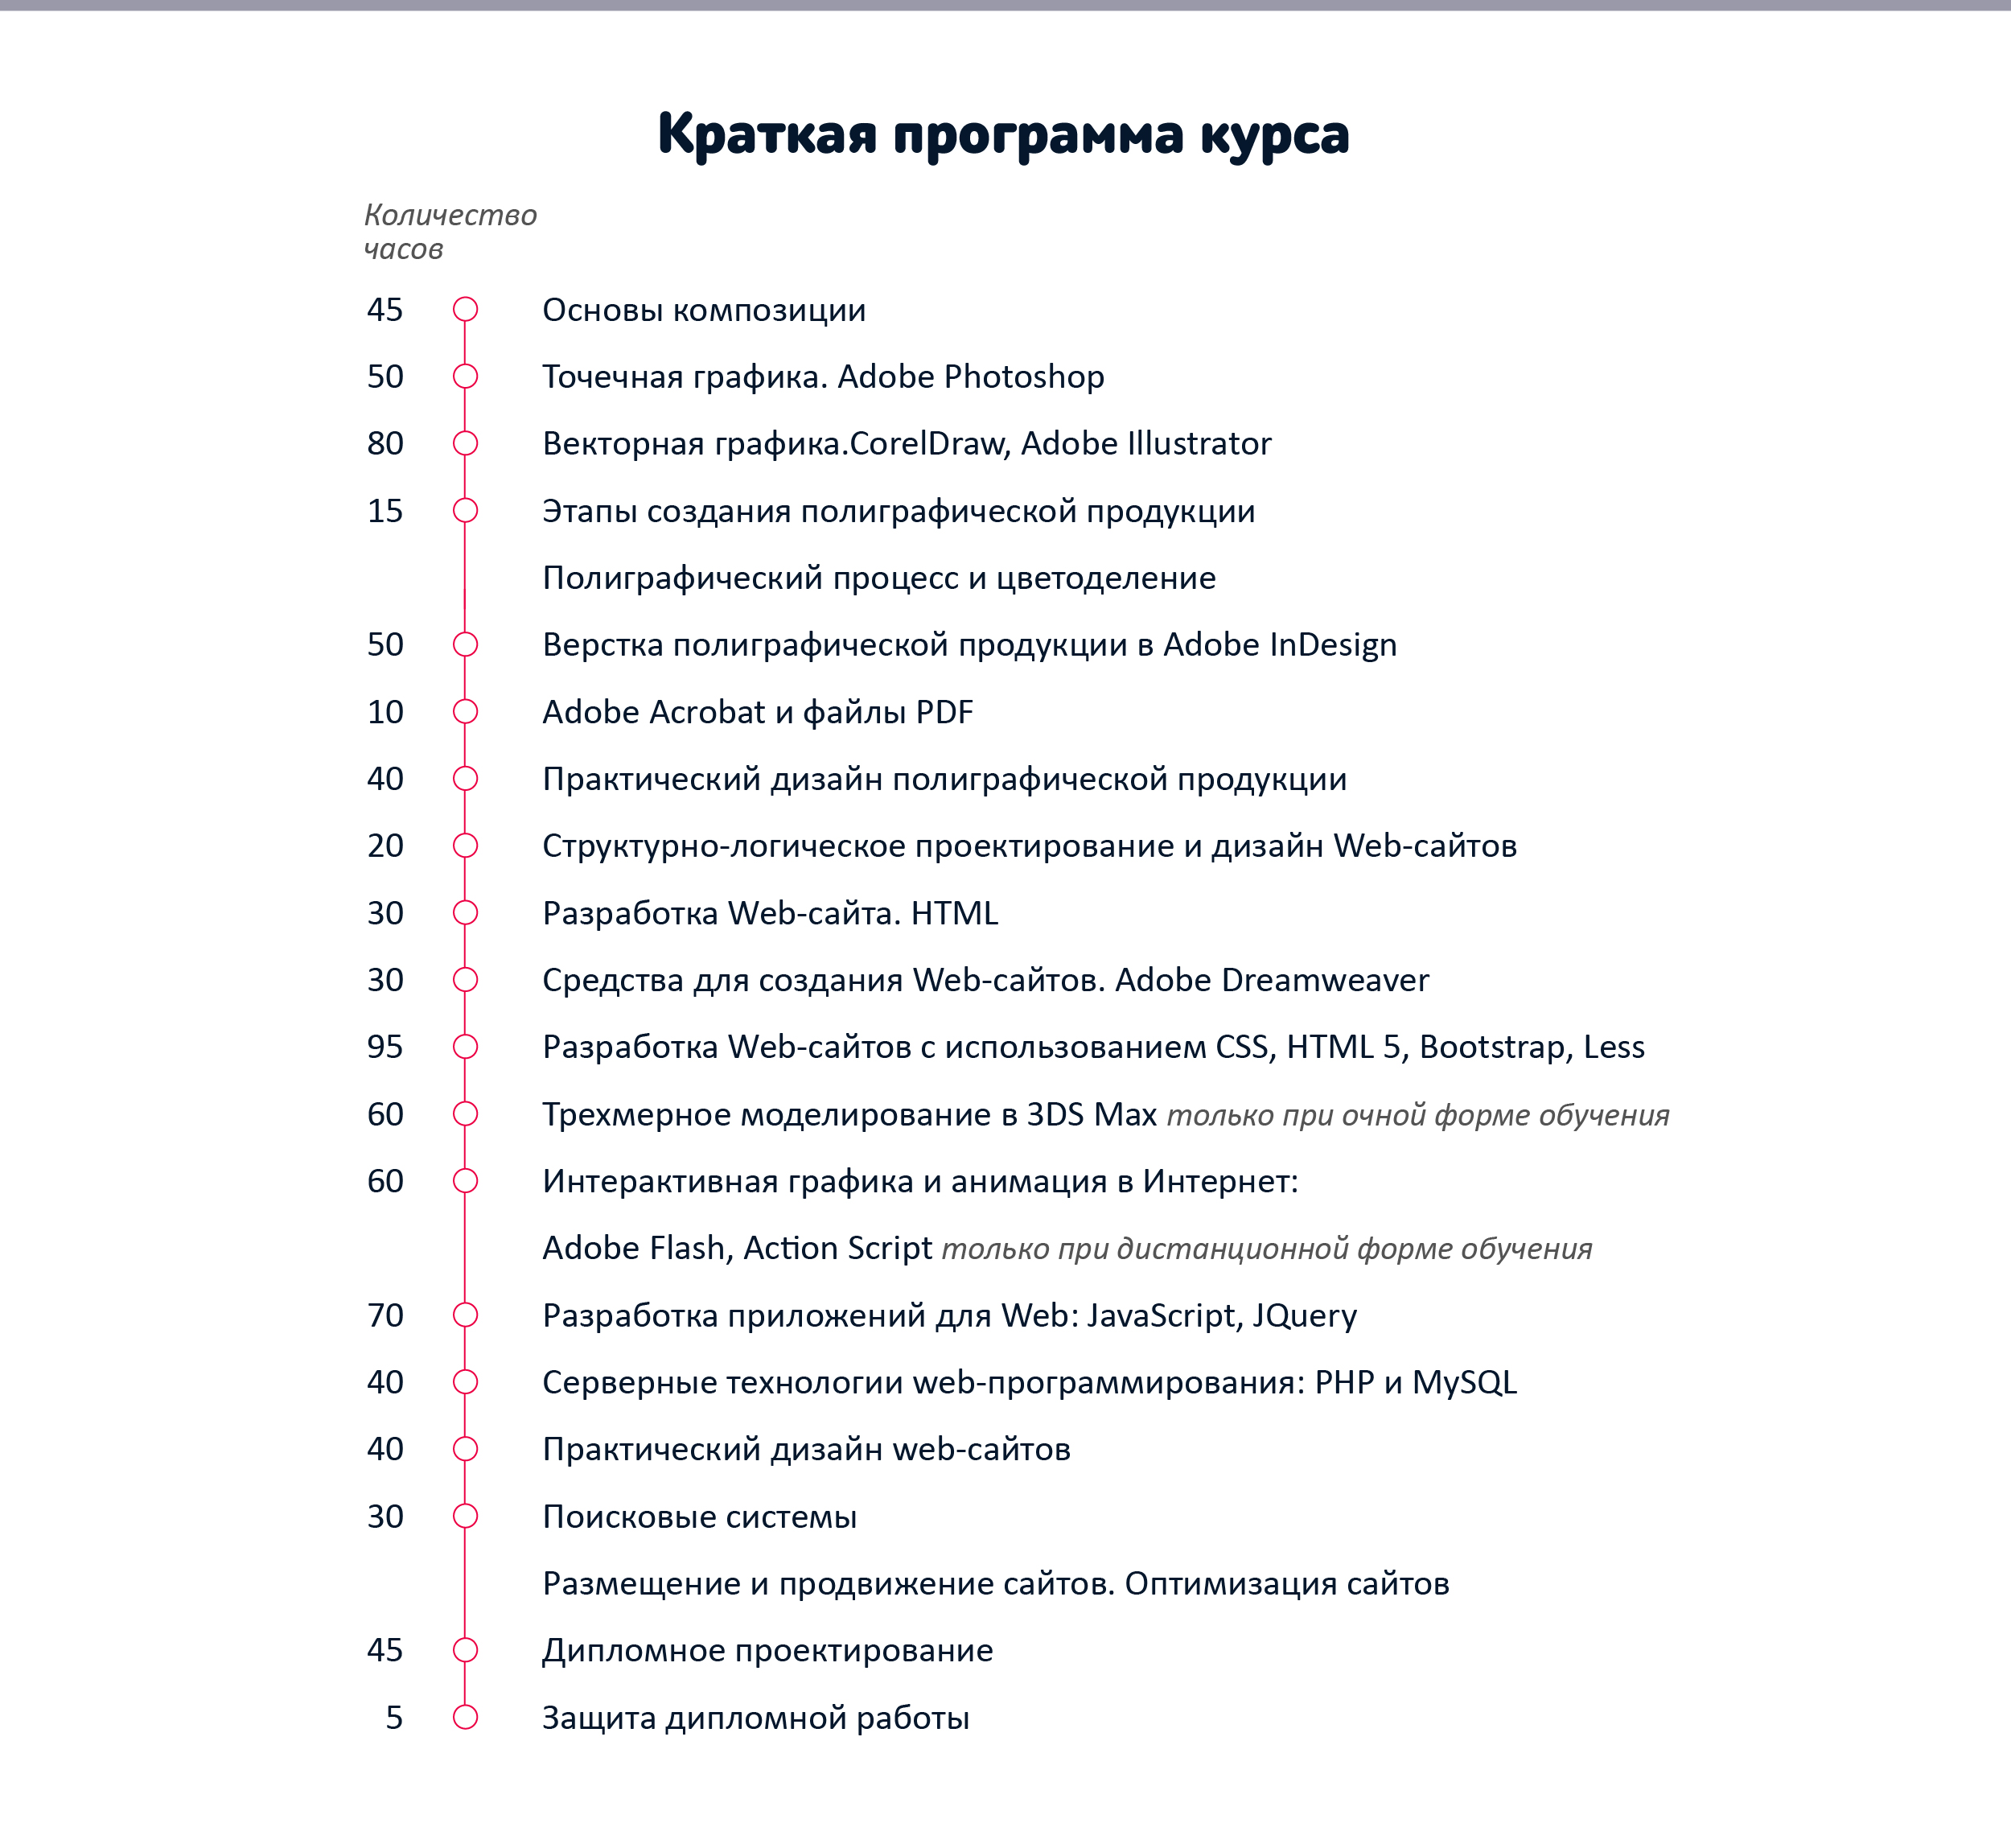 Краткая программа курса
Количество
часов
45 Основы композиции
50 Точечная графика. Adobe Photoshop
80 Векторная графика.CorelDraw, Adobe Illustrator
15 Этапы создания полиграфической продукции
Полиграфический процесс и цветоделение
50 Верстка полиграфической продукции в Adobe InDesign
10 Adobe Acrobat и файлы PDF
40 Практический дизайн полиграфической продукции
20 Структурно-логическое проектирование и дизайн Web-сайтов
30 Разработка Web-сайта. HTML
30 Средства для создания Web-сайтов. Adobe Dreamweaver
95 Разработка Web-сайтов с использованием CSS, HTML 5, Bootstrap, Less
60 Трехмерное моделирование в 3DS Max только при очной форме обучения
60 Интерактивная графика и анимация в Интернет:
Adobe Flash, Action Script только при дистанционной форме обучения
70 Разработка приложений для Web: JavaScript, JQuery
40 Серверные технологии web-программирования: PHP и MySQL
40 Практический дизайн web-сайтов
30 Поисковые системы
Размещение и продвижение сайтов. Оптимизация сайтов
45 Дипломное проектирование
5 Защита дипломной работы